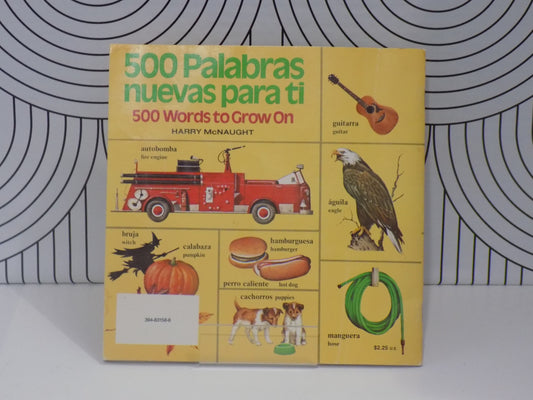 500 Palabras
nuevas para ti
500 Words to Grow On
HARRY McNAUGHT
guitarra
guitar
autobomba
fire engine
águila
eagle
bruja
witch
calabaza
pumpkin
hamburguesa
hamburger
perro caliente
hot dog
cachorros puppies
manguera
hose
$2.25 U.S.
394-83158-6